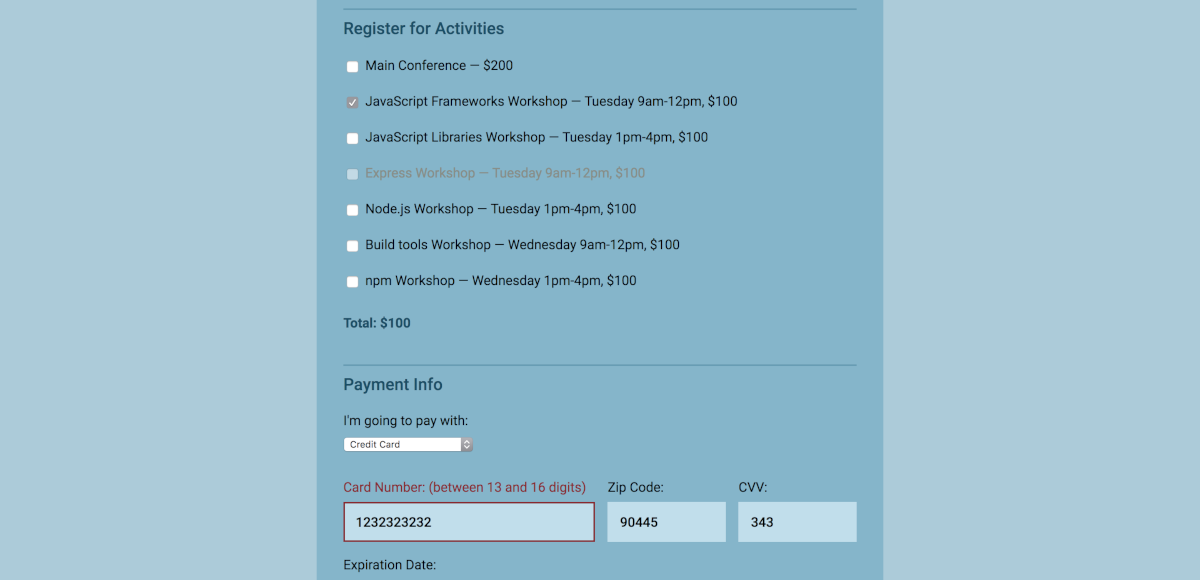 Register for Activities
Main Conference — $200
JavaScript Frameworks Workshop — Tuesday 9am-12pm, $100
JavaScript Libraries Workshop — Tuesday 1pm-4pm, $100
Express Workshop — Tuesday 9am-12pm, $100
Node.js Workshop — Tuesday 1pm-4pm, $100
Build tools Workshop — Wednesday 9am-12pm, $100
npm Workshop — Wednesday 1pm-4pm, $100
Total: $100
Payment Info
I'm going to pay with:
Credit Card
Card Number: (between 13 and 16 digits) Zip Code: CVV:
1232323232 90445 343
Expiration Date: